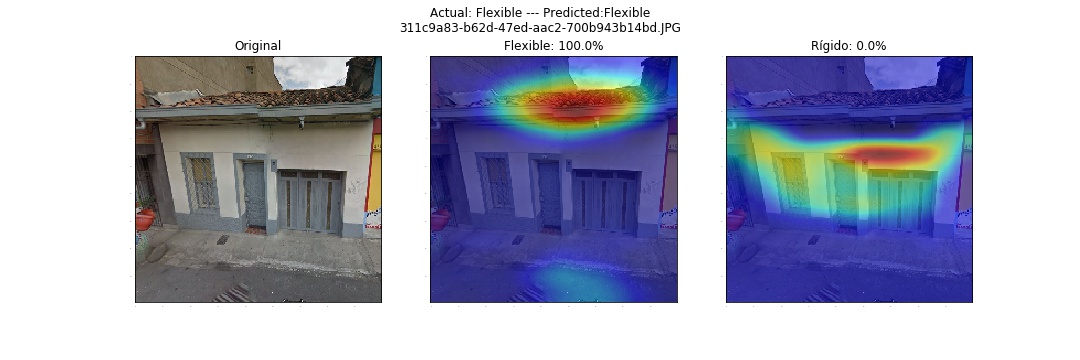 Actual: Flexible --- Predicted:Flexible
311c9a83-b62d-47ed-aac2-700b943b14bd.JPG
Original
Flexible: 100.0%
Rígido: 0.0%